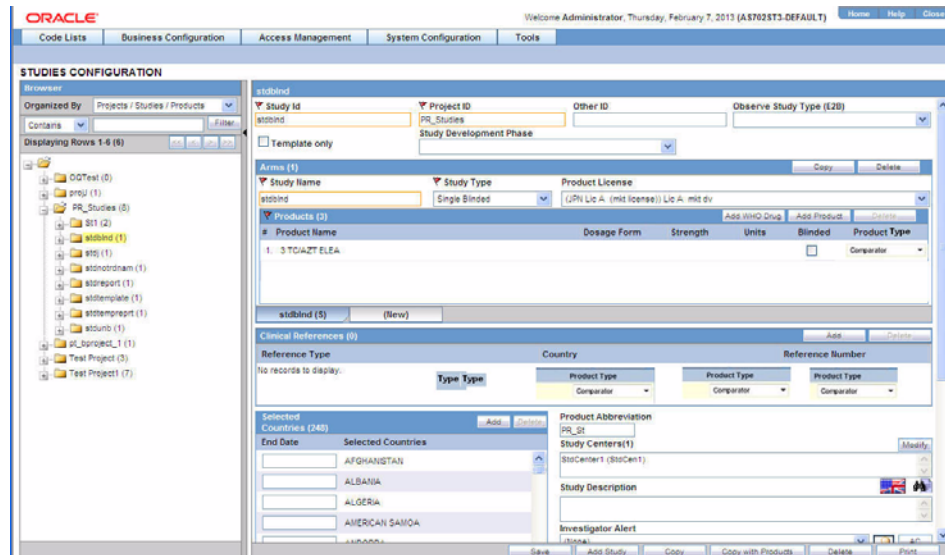 ORACLE
Welcome Administrator, Thursday, February 7, 2013 (AS702ST3-DEFAULT)
Home Help Close
Code Lists Business Configuration Access Management System Configuration Tools
STUDIES CONFIGURATION
Browser
Organized By Projects / Studies / Products
Contains Filter
Displaying Rows 1-6 (6)
OQTest (0)
projJ (1)
PR_Studies (8)
St1 (2)
stdblnd (1)
stdj (1)
stdnotrdnam (1)
stdreport (1)
stdtemplate (1)
stdtempreprt (1)
stdunb (1)
pt_bproject_1 (1)
Test Project (3)
Test Project1 (7)
stdblnd
Study Id Project ID Other ID Observe Study Type (E2B)
stdblnd PR_Studies
Template only Study Development Phase
Arms (1) Copy Delete
Study Name Study Type Product License
stdblnd Single Blinded (JPN Lic A (mkt license)) Lic A mkt dv
Products (3) Add WHO Drug Add Product Delete
# Product Name Dosage Form Strength Units Blinded Product Type
1. 3 TC/AZT ELEA Comparator
stdblnd (S) (New)
Clinical References (0) Add Delete
Reference Type Country Reference Number
No records to display.
Type Type
Product Type Product Type Product Type
Comparator Comparator Comparator
Selected Countries (248) Add Delete
End Date Selected Countries
AFGHANISTAN
ALBANIA
ALGERIA
AMERICAN SAMOA
ANDORRA
Product Abbreviation
PR_St
Study Centers(1) Modify
StdCenter1 (StdCen1)
Study Description
Investigator Alert
(None) AC
Save Add Study Copy Copy with Products Delete Print